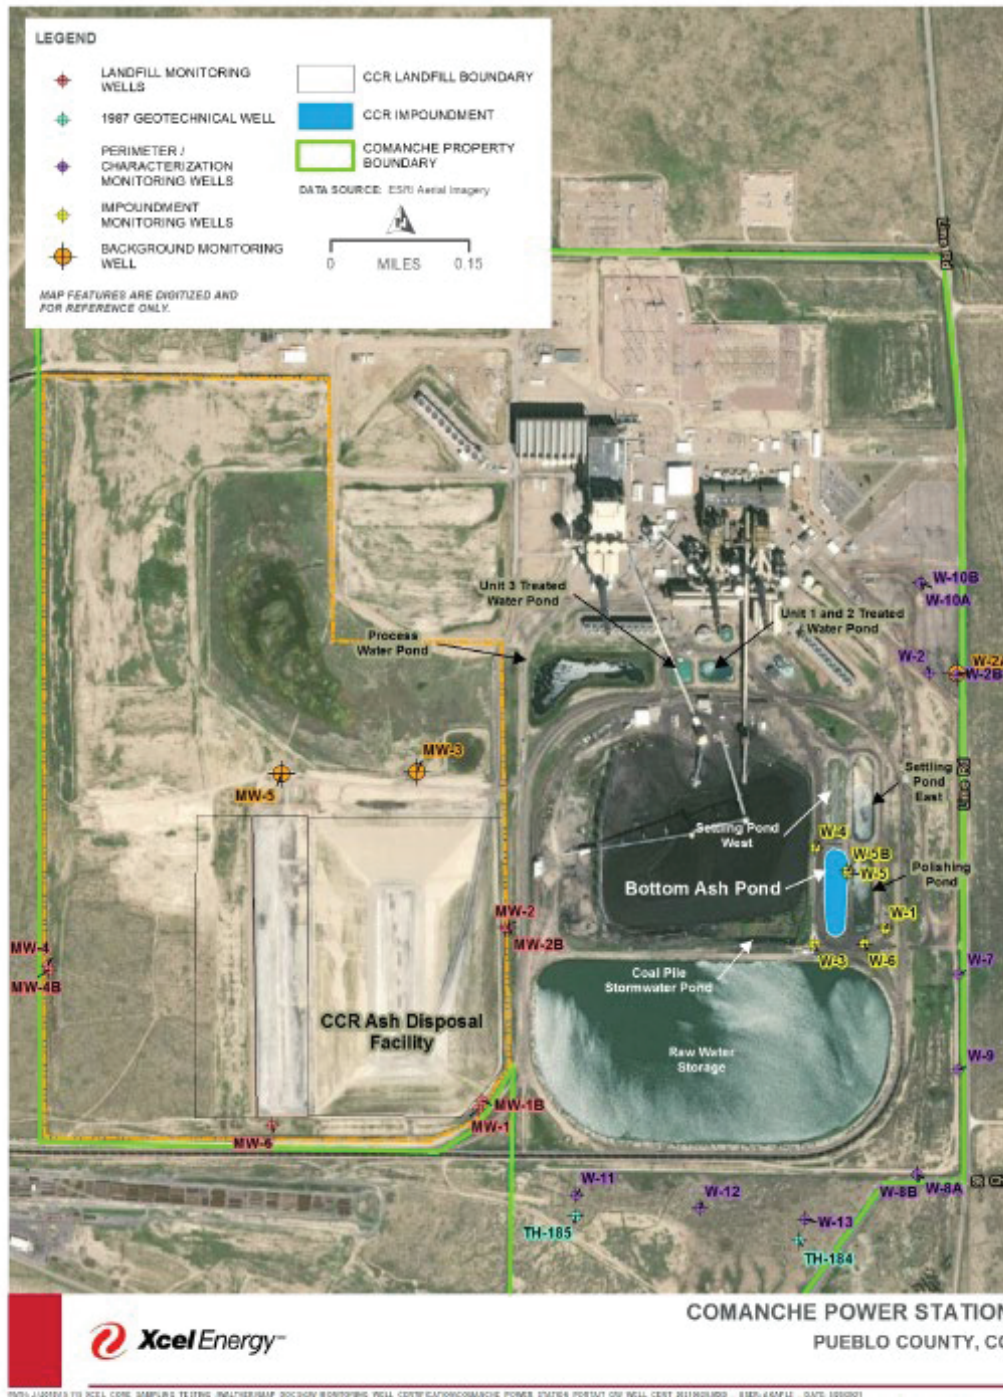 LEGEND
LANDFILL MONITORING
WELLS
1987 GEOTECHNICAL WELL
PERIMETER /
CHARACTERIZATION
MONITORING WELLS
IMPOUNDMENT
MONITORING WELLS
BACKGROUND MONITORING
WELL
CCR LANDFILL BOUNDARY
CCR IMPOUNDMENT
COMANCHE PROPERTY
BOUNDARY
DATA SOURCE: ESRI Aerial Imagery
0 MILES 0.15
MAP FEATURES ARE DIGITIZED AND
FOR REFERENCE ONLY.
Lime Rd
W-10B
W-10A
Unit 3 Treated
Water Pond
Unit 1 and 2 Treated
Water Pond
Process
Water Pond
W-2
W-2A
W-2B
MW-3
MW-5
Lime Rd
Settling
Pond
East
Settling Pond
West
W-4
W-5B
W-5
Bottom Ash Pond
Polishing
Pond
W-1
MW-2
MW-2B
W-3
W-6
MW-4
MW-4B
W-7
Coal Pile
Stormwater Pond
CCR Ash Disposal
Facility
Raw Water
Storage
W-9
MW-1B
MW-1
MW-6
W-11
W-12
W-8B
W-8A
W-13
TH-185
TH-184
XcelEnergy
COMANCHE POWER STATION
PUEBLO COUNTY, CO